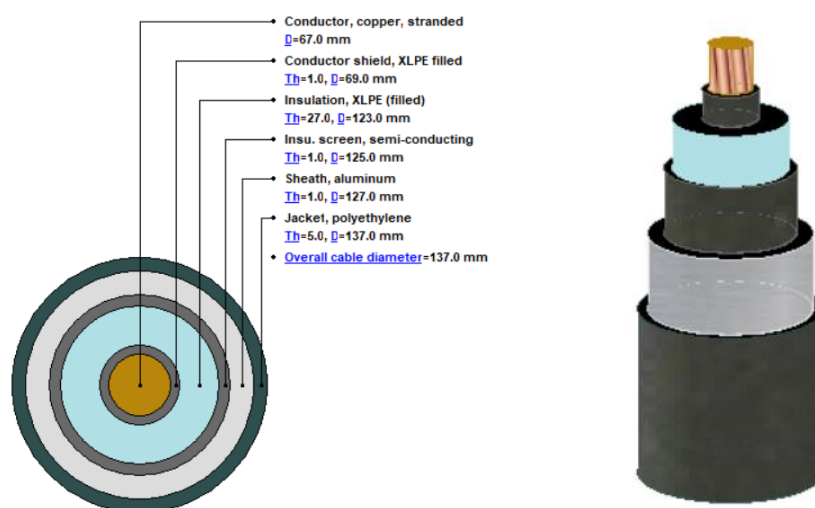 Conductor, copper, stranded
D=67.0 mm
Conductor shield, XLPE filled
Th=1.0, D=69.0 mm
Insulation, XLPE (filled)
Th=27.0, D=123.0 mm
Insu. screen, semi-conducting
Th=1.0, D=125.0 mm
Sheath, aluminum
Th=1.0, D=127.0 mm
Jacket, polyethylene
Th=5.0, D=137.0 mm
Overall cable diameter=137.0 mm